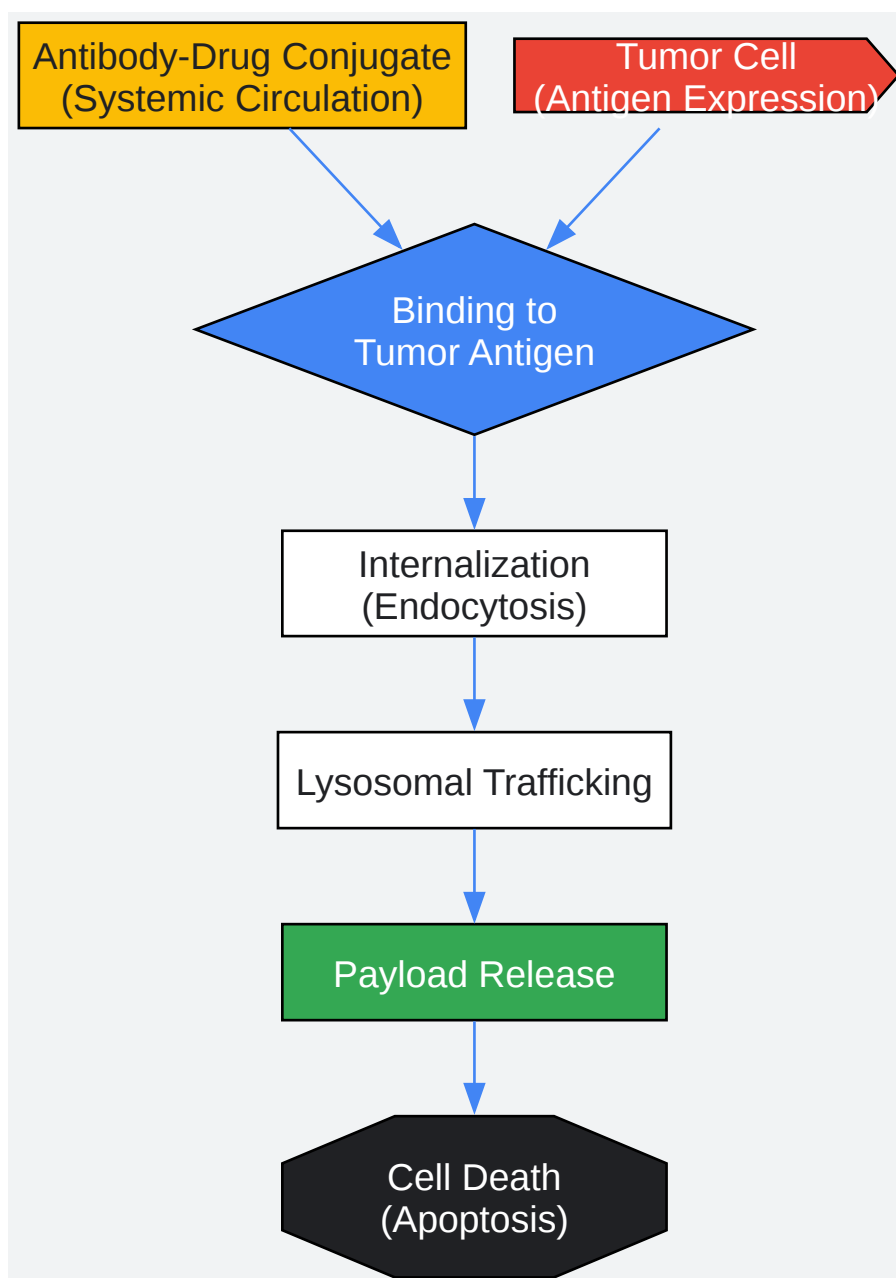 Antibody-Drug Conjugate
(Systemic Circulation)
Tumor Cell
(Antigen Expression)
Binding to
Tumor Antigen
Internalization
(Endocytosis)
Lysosomal Trafficking
Payload Release
Cell Death
(Apoptosis)